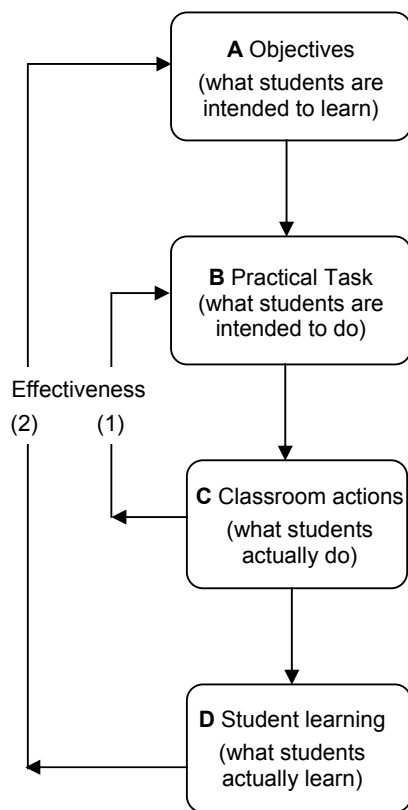 A Objectives
(what students are
intended to learn)
B Practical Task
(what students are
intended to do)
Effectiveness
(2) (1)
C Classroom actions
(what students
actually do)
D Student learning
(what students
actually learn)